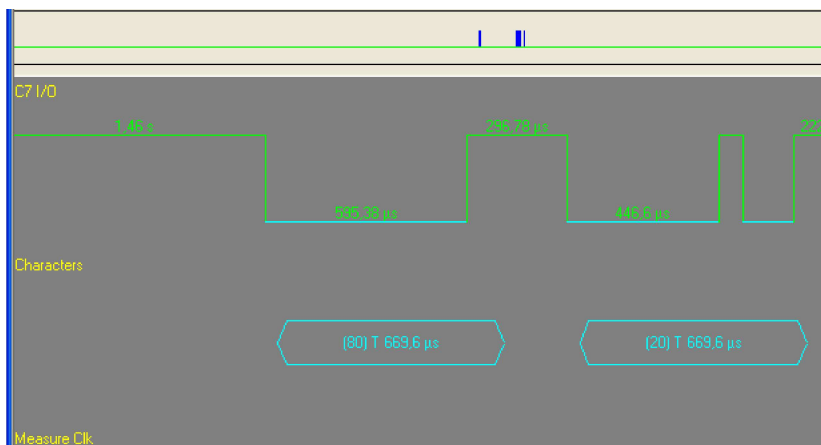 C7 I/O
1.46 s
296,78 µs
222
595,38 µs
446,6 µs
Characters
(80) T 669,6 µs
(20) T 669,6 µs
Measure Clk